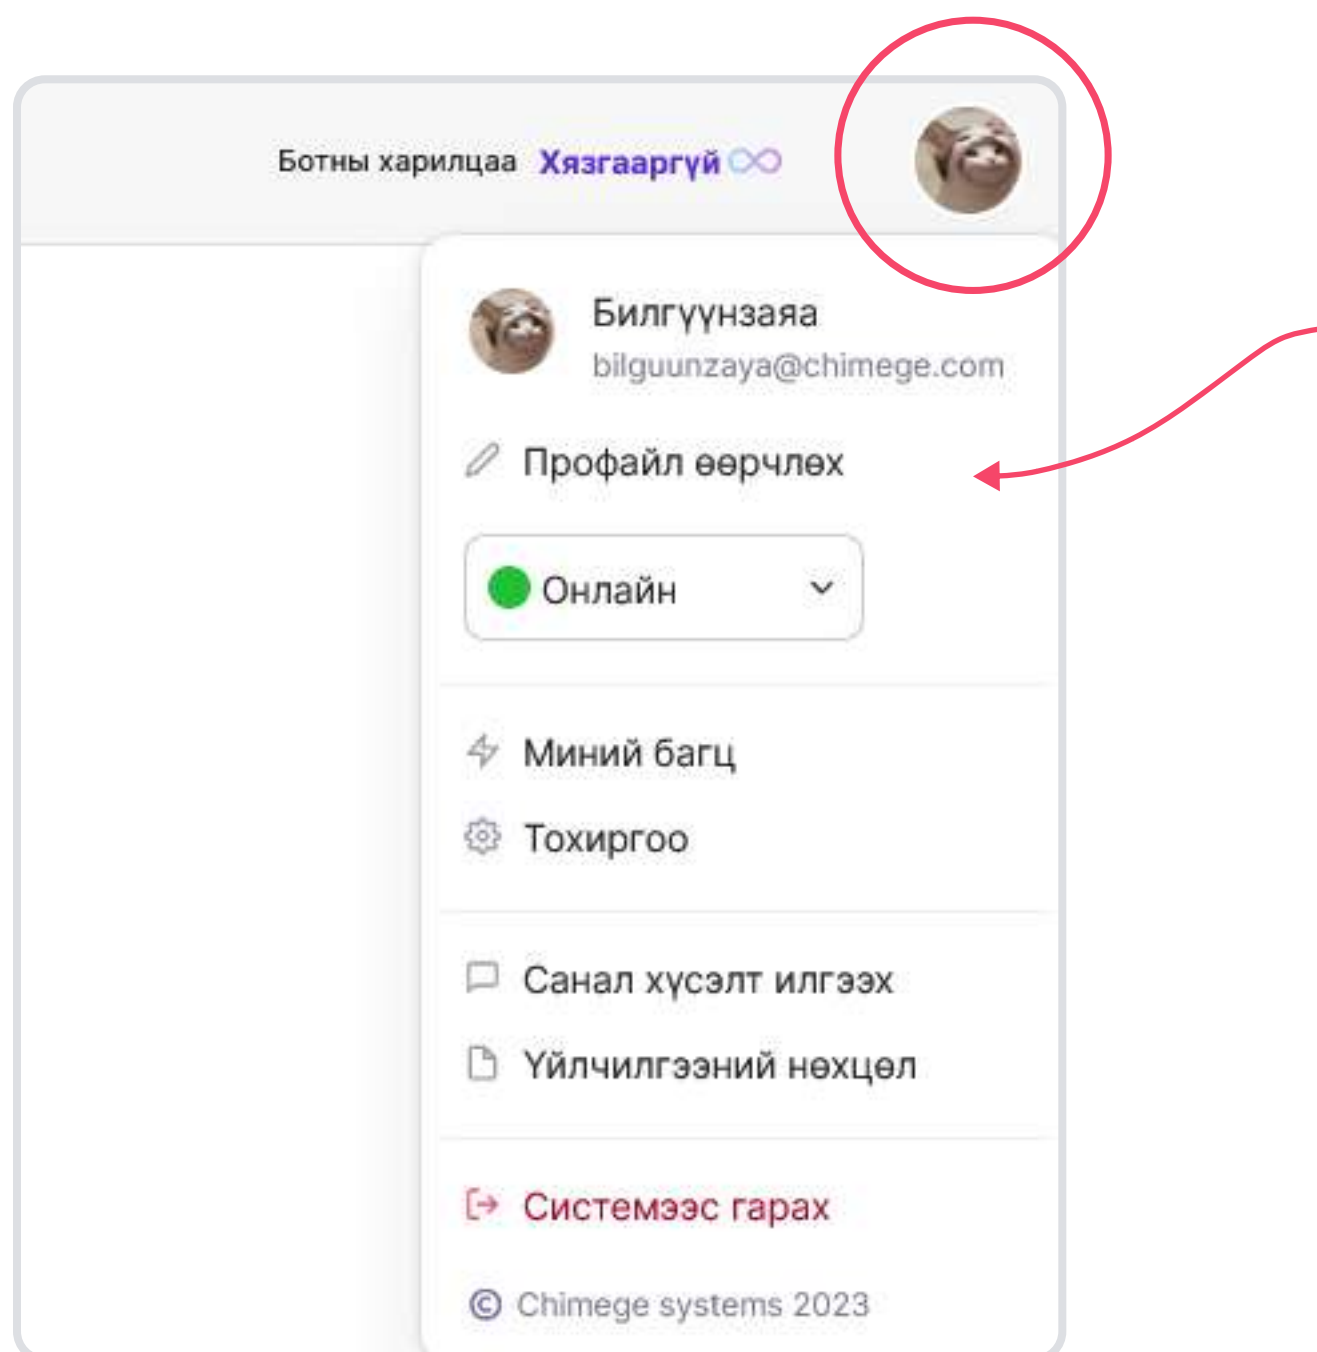 Ботны харилцаа Хязгааргүй
Билгүүнзаяа
bilguunzaya@chimege.com
Профайл өөрчлөх
Онлайн
Миний багц
Тохиргоо
Санал хүсэлт илгээх
Үйлчилгээний нөхцөл
Системээс гарах
© Chimege systems 2023